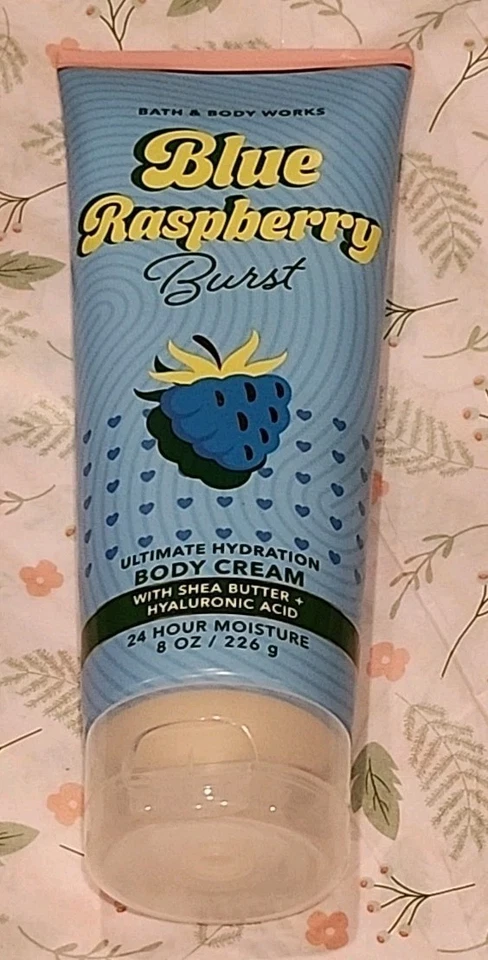 BATH & BODY WORKS
Blue
Raspberry
Burst
ULTIMATE HYDRATION
BODY CREAM
WITH SHEA BUTTER +
HYALURONIC ACID
24 HOUR MOISTURE
8 OZ / 226 g